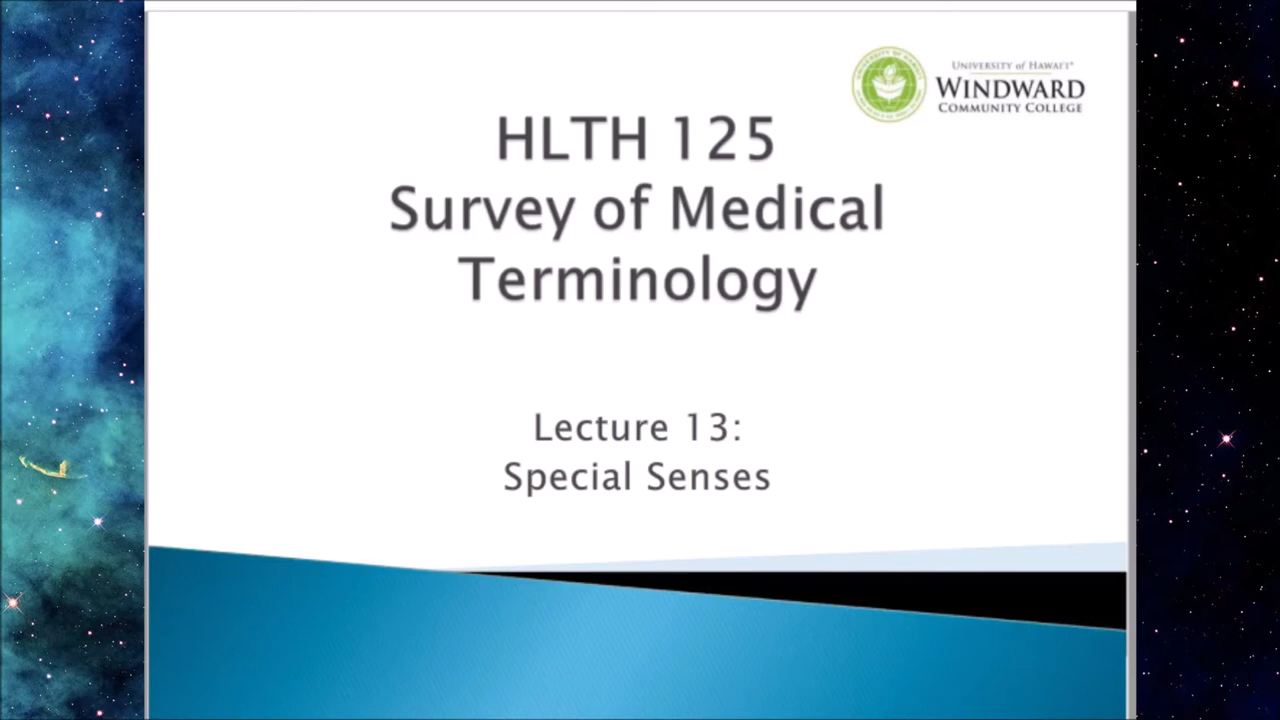 UNIVERSITY of HAWAI'I*
WINDWARD
COMMUNITY COLLEGE
HLTH 125
Survey of Medical
Terminology
Lecture 13:
Special Senses